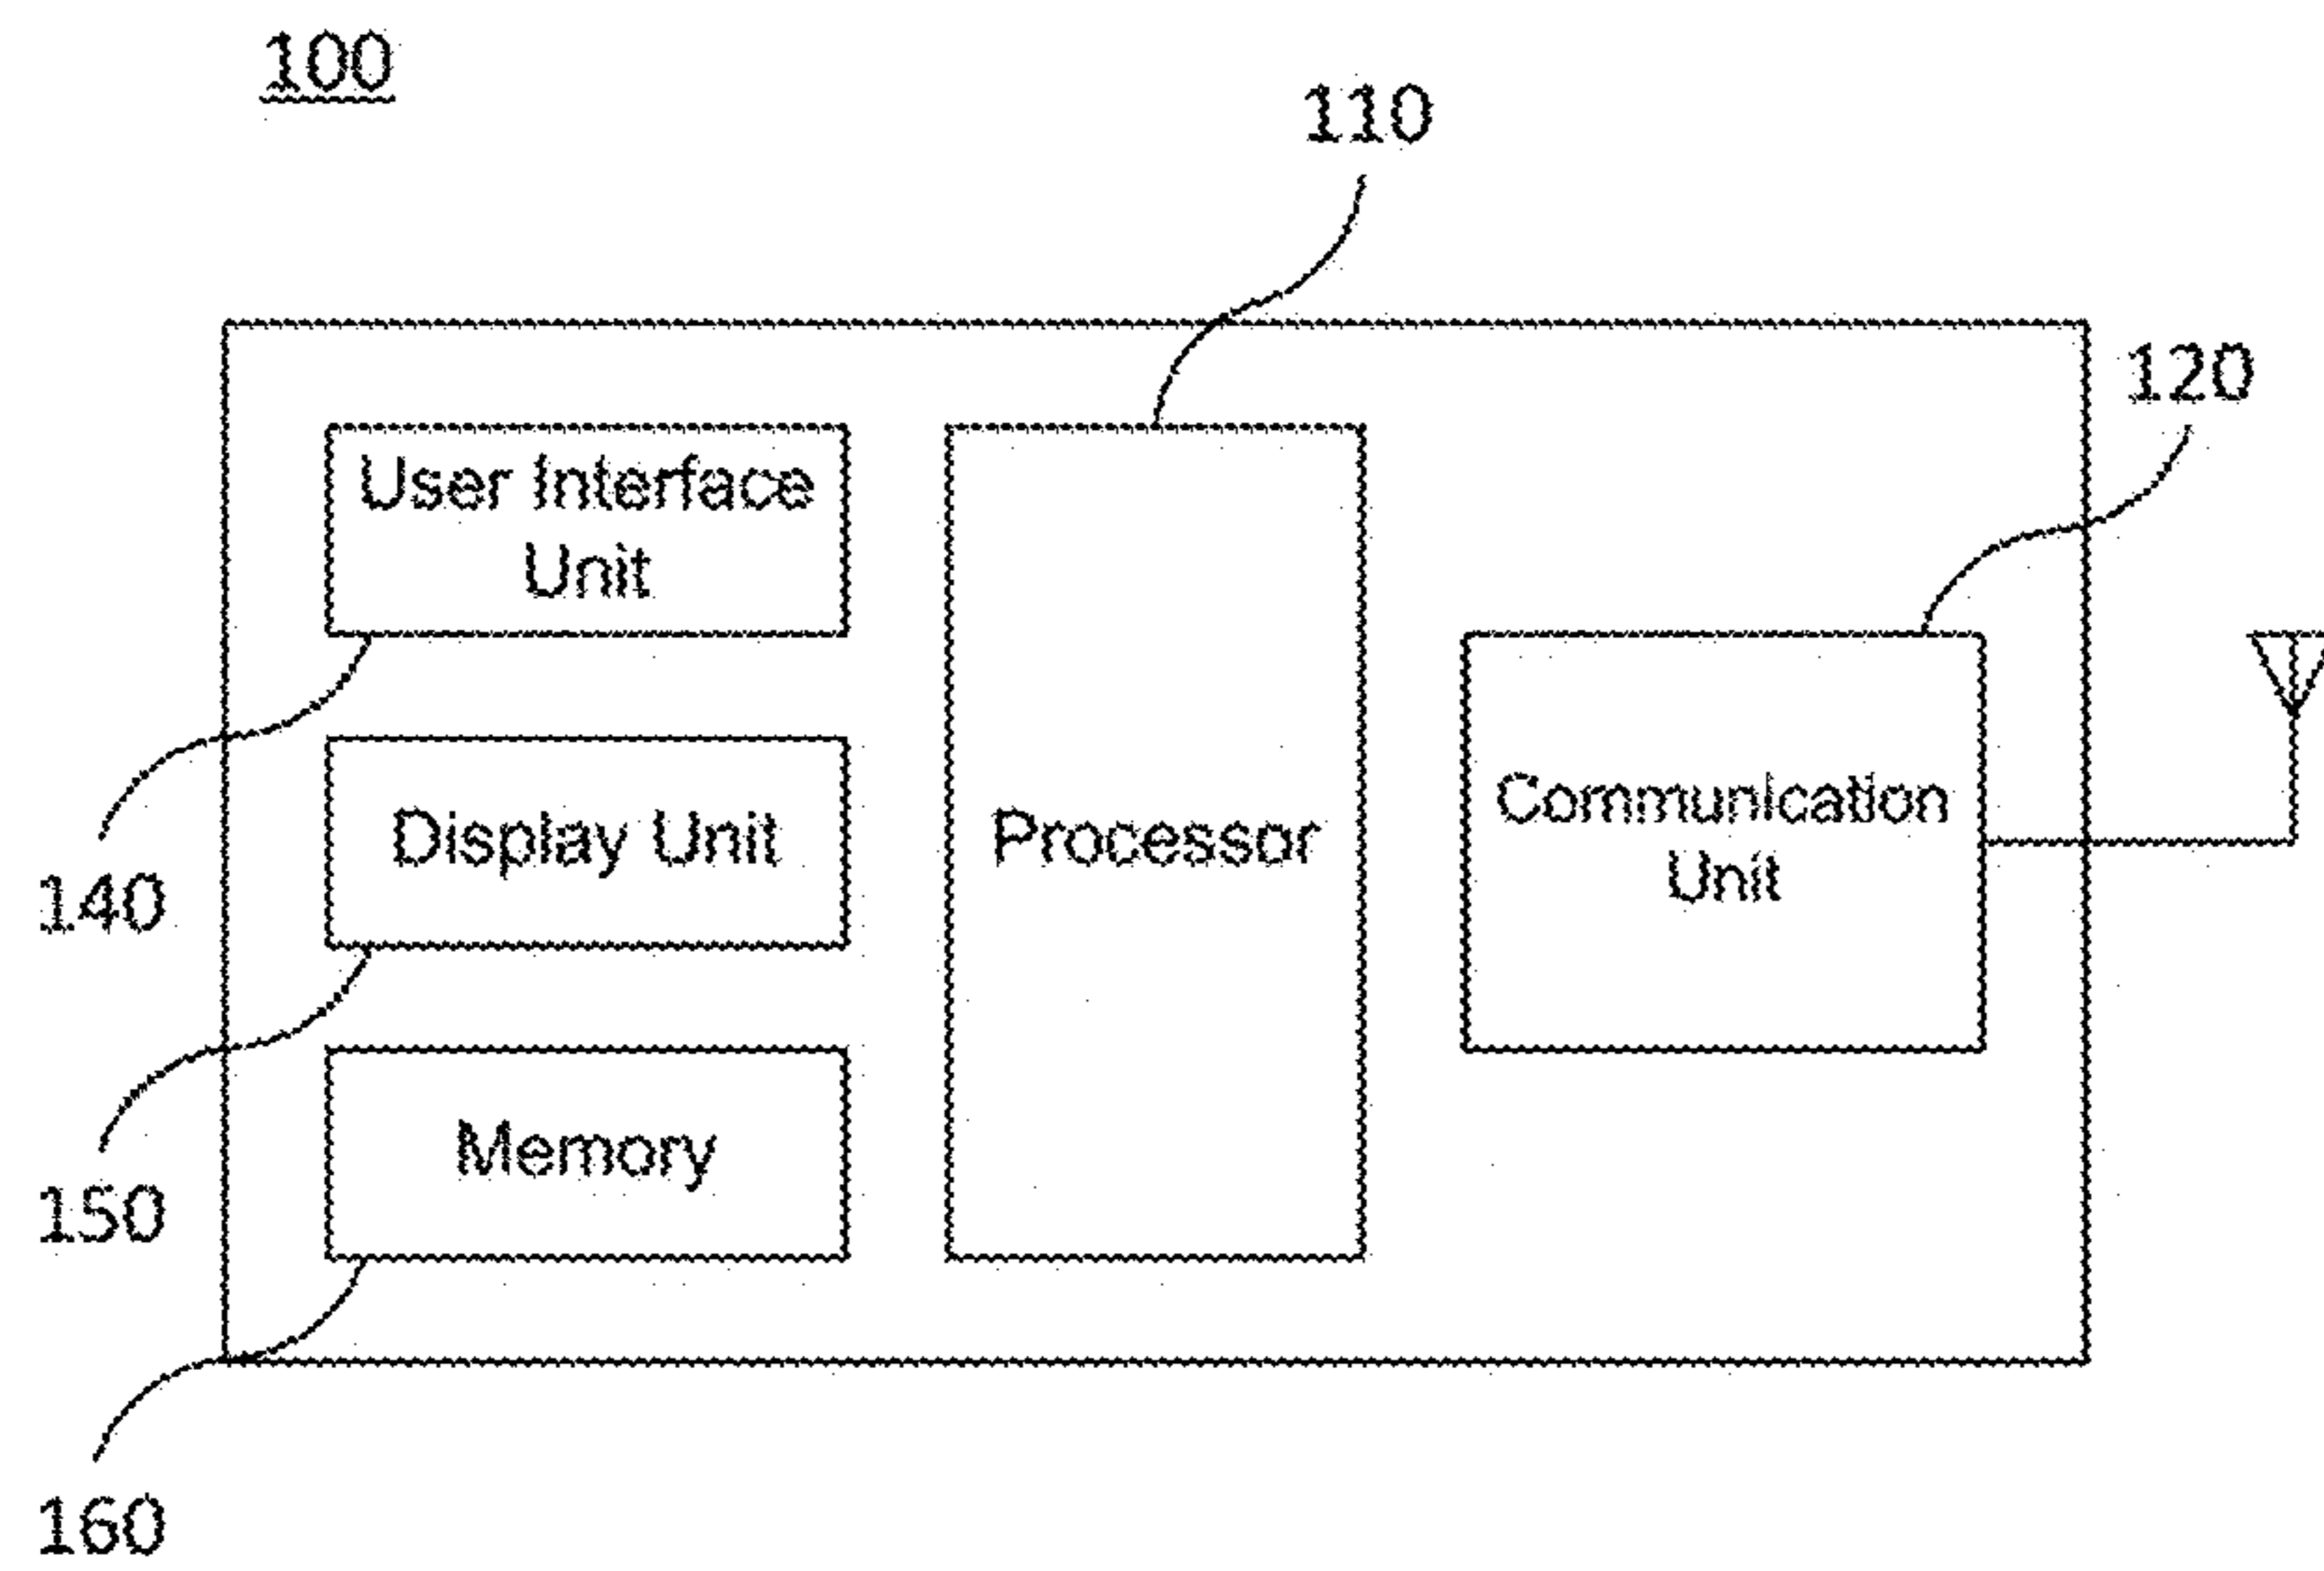 100
110
120
User Interface
Unit
140
Display Unit
Processor
Communication
Unit
150
Memory
160